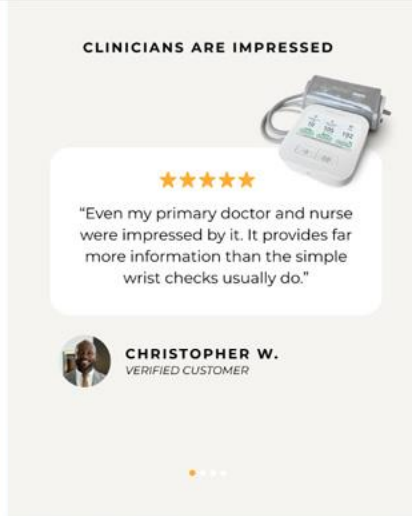 CLINICIANS ARE IMPRESSED
“Even my primary doctor and nurse
were impressed by it. It provides far
more information than the simple
wrist checks usually do.”
CHRISTOPHER W.
VERIFIED CUSTOMER